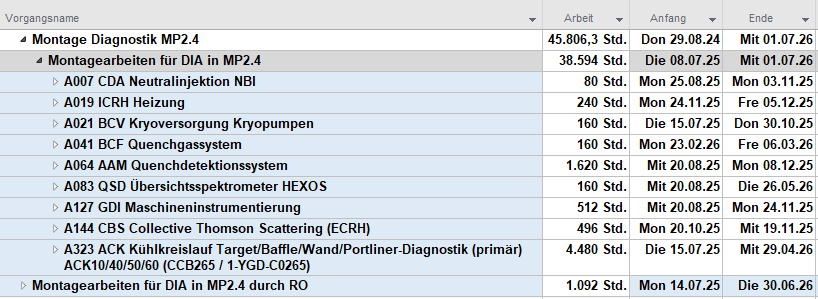 Vorgangsname Arbeit Anfang Ende
Montage Diagnostik MP2.4 45.806,3 Std. Don 29.08.24 Mit 01.07.26
Montagearbeiten für DIA in MP2.4 38.594 Std. Die 08.07.25 Mit 01.07.26
A007 CDA Neutralinjektion NBI 80 Std. Mon 25.08.25 Mon 03.11.25
A019 ICRH Heizung 240 Std. Mon 24.11.25 Fre 05.12.25
A021 BCV Kryoversorgung Kryopumpen 160 Std. Die 15.07.25 Don 30.10.25
A041 BCF Quenchgassystem 160 Std. Mon 23.02.26 Fre 06.03.26
A064 AAM Quenchdetektionssystem 1.620 Std. Mit 20.08.25 Mon 08.12.25
A083 QSD Übersichtsspektrometer HEXOS 160 Std. Mit 20.08.25 Die 26.05.26
A127 GDI Maschineninstrumentierung 512 Std. Mit 20.08.25 Mon 24.11.25
A144 CBS Collective Thomson Scattering (ECRH) 496 Std. Mon 20.10.25 Mit 19.11.25
A323 ACK Kühlkreislauf Target/Baffle/Wand/Portliner-Diagnostik (primär) 4.480 Std. Die 15.07.25 Mit 29.04.26
ACK10/40/50/60 (CCB265 / 1-YGD-C0265)
Montagearbeiten für DIA in MP2.4 durch RO 1.092 Std. Mon 14.07.25 Die 30.06.26